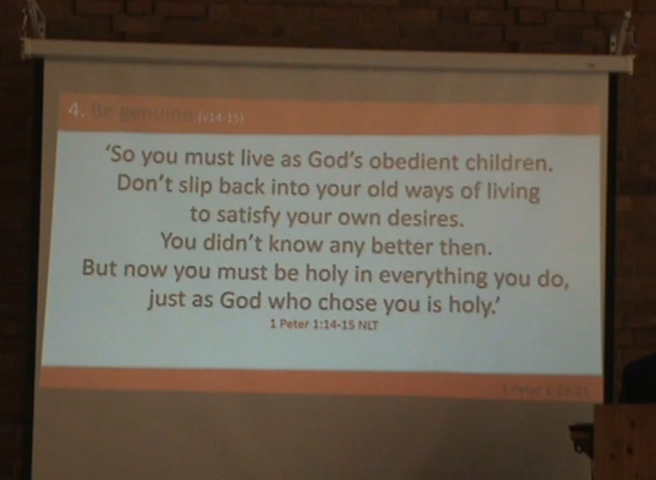 4. Be genuine (v14-15)
‘So you must live as God’s obedient children.
Don’t slip back into your old ways of living
to satisfy your own desires.
You didn’t know any better then.
But now you must be holy in everything you do,
just as God who chose you is holy.’
1 Peter 1:14-15 NLT
1 Peter